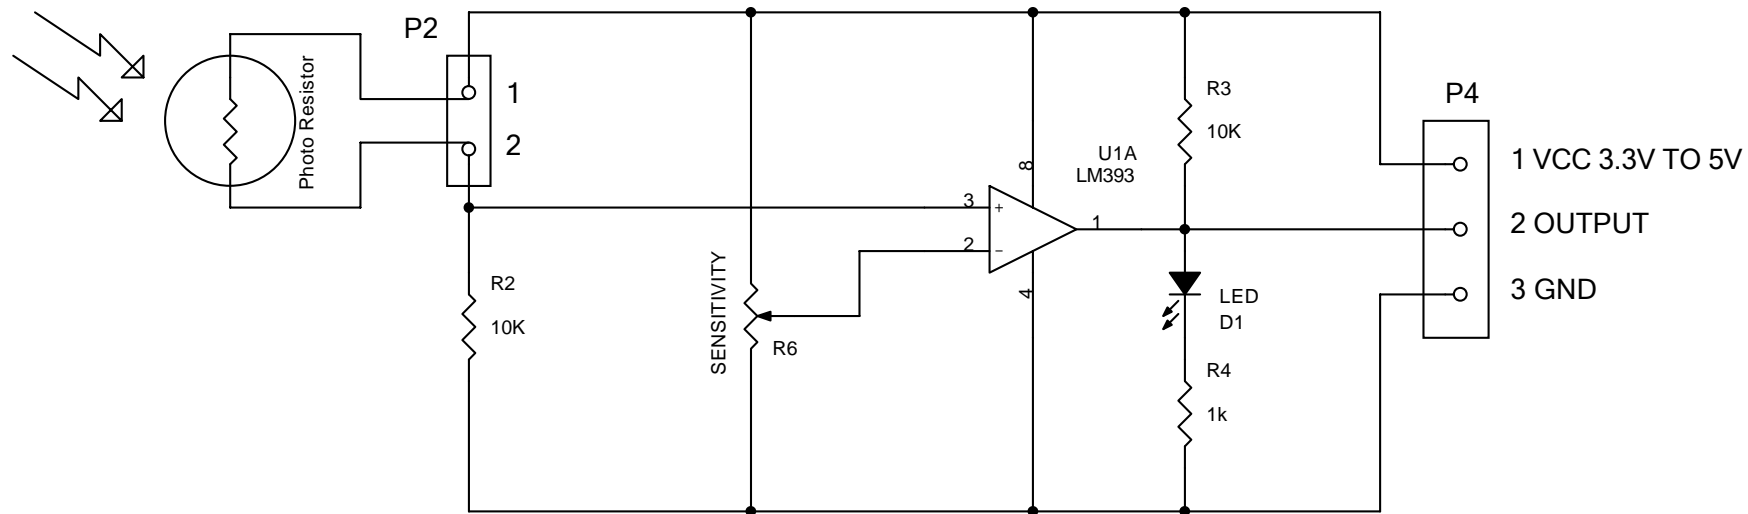 P2
1
2
Photo Resistor
R2
10K
SENSITIVITY
R6
3
+
2
−
8
4
1
U1A
LM393
R3
10K
LED
D1
R4
1k
P4
1 VCC 3.3V TO 5V
2 OUTPUT
3 GND